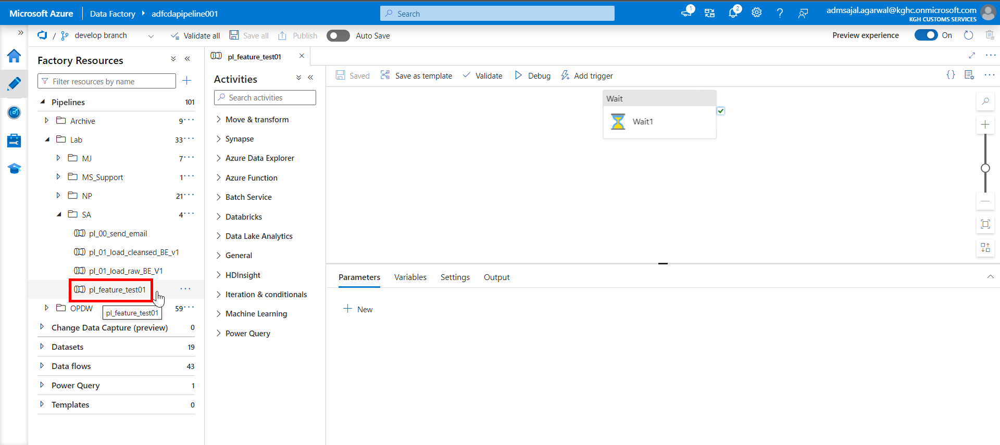 Microsoft Azure Data Factory adfcdapipeline001 Search 1 2 admsajal.agarwal@kghc.onmicrosoft.com
KGH CUSTOMS SERVICES
/ develop branch Validate all Save all Publish Auto Save Preview experience On
Factory Resources
Filter resources by name
Pipelines 101
Archive 9
Lab 33
MJ 7
MS_Support 1
NP 21
SA 4
pl_00_send_email
pl_01_load_cleansed_BE_v1
pl_01_load_raw_BE_V1
pl_feature_test01
OPDW 59
pl_feature_test01
Change Data Capture (preview) 0
Datasets 19
Data flows 43
Power Query 1
Templates 0
pl_feature_test01
Activities
Search activities
Move & transform
Synapse
Azure Data Explorer
Azure Function
Batch Service
Databricks
Data Lake Analytics
General
HDInsight
Iteration & conditionals
Machine Learning
Power Query
Saved Save as template Validate Debug Add trigger {}
Wait
Wait1
Parameters Variables Settings Output
New